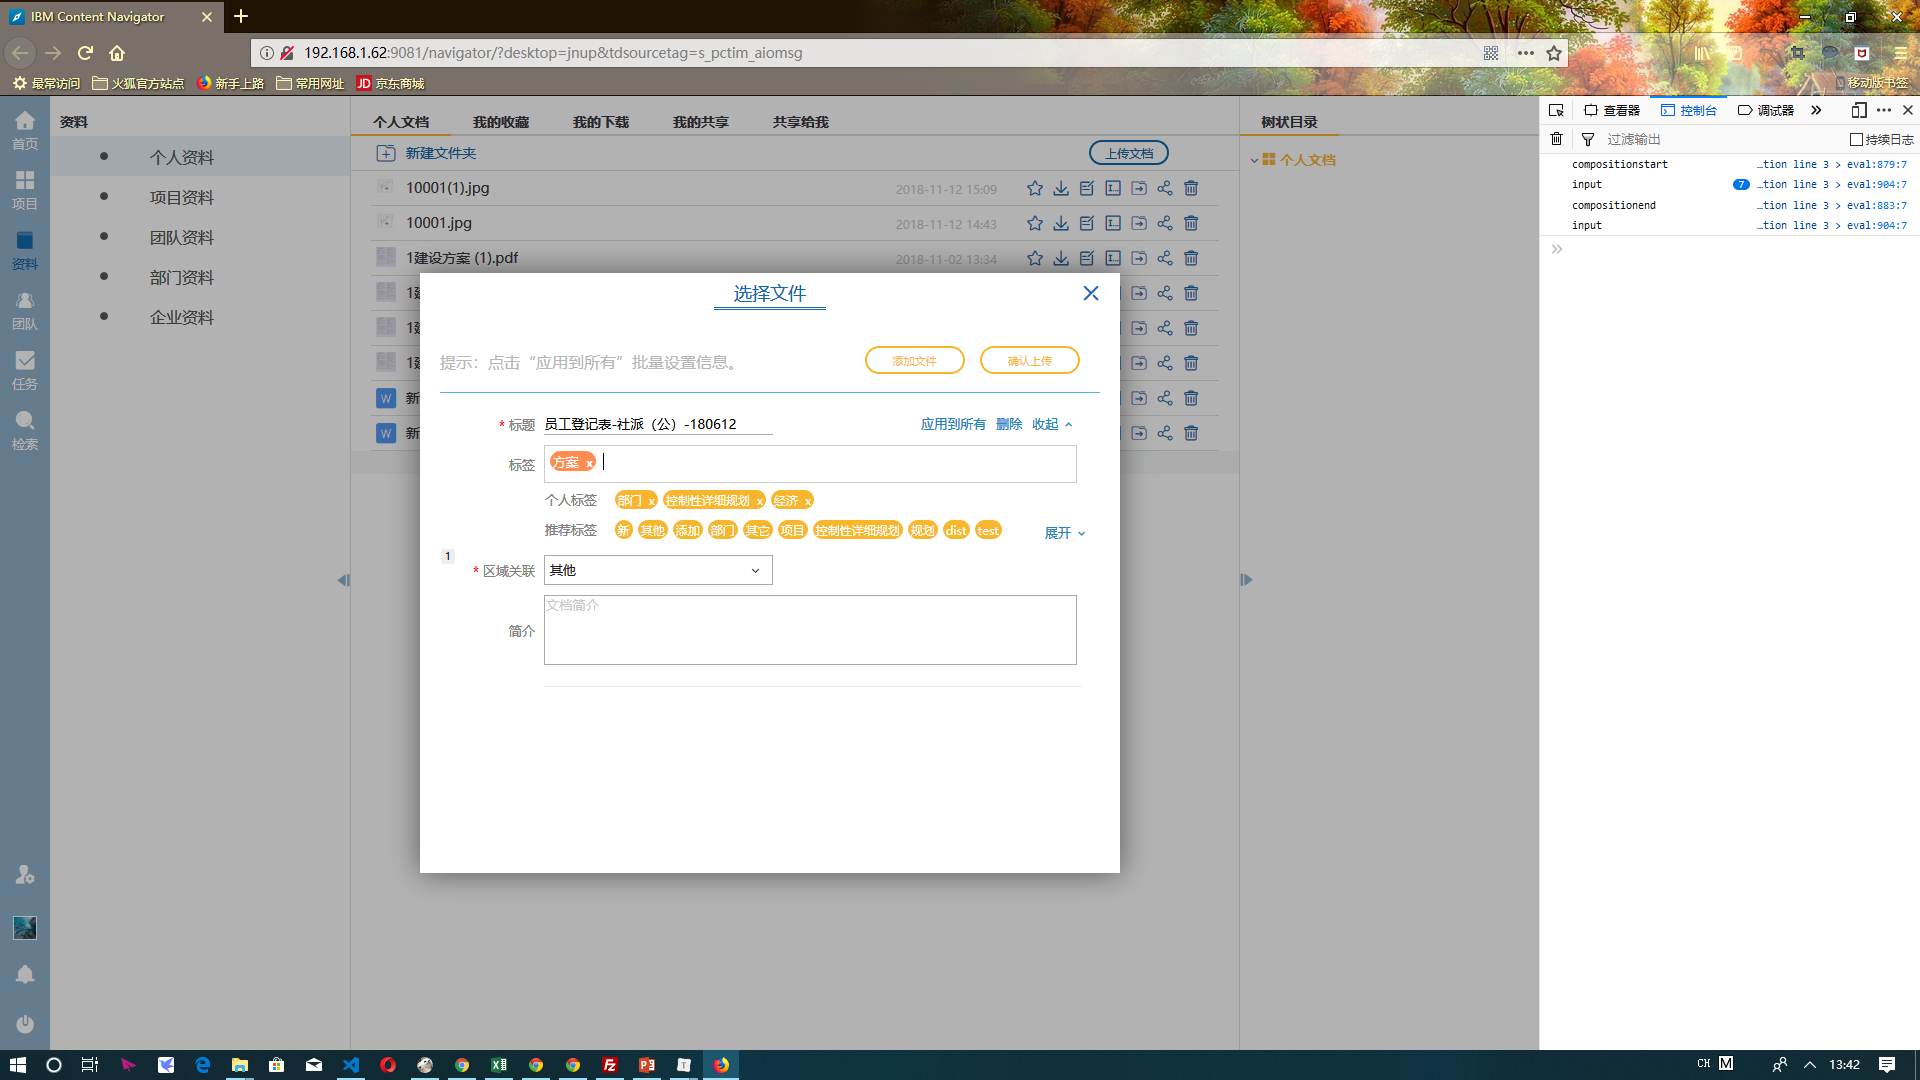 IBM Content Navigator
192.168.1.62:9081/navigator/?desktop=jnup&tdsourcetag=s_pctim_aiomsg
最常访问 火狐官方站点 新手上路 常用网址 JD 京东商城 移动版书签
首页
项目
资料
团队
任务
检索
资料
个人资料
项目资料
团队资料
部门资料
企业资料
个人文档 我的收藏 我的下载 我的共享 共享给我
新建文件夹 上传文档
10001(1).jpg 2018-11-12 15:09
10001.jpg 2018-11-12 14:43
1建设方案 (1).pdf 2018-11-02 13:34
W 新
W 新
选择文件
提示：点击“应用到所有”批量设置信息。 添加文件 确认上传
* 标题 员工登记表-社派（公）-180612 应用到所有 删除 收起
标签 方案 x
个人标签 部门 x 控制性详细规划 x 经济 x
推荐标签 新 其他 添加 部门 其它 项目 控制性详细规划 规划 dist test 展开
1
* 区域关联 其他
简介 文档简介
树状目录
个人文档
查看器 控制台 调试器
过滤输出 持续日志
compositionstart …tion line 3 > eval:879:7
input 7 …tion line 3 > eval:904:7
compositionend …tion line 3 > eval:883:7
input …tion line 3 > eval:904:7
CH M 13:42